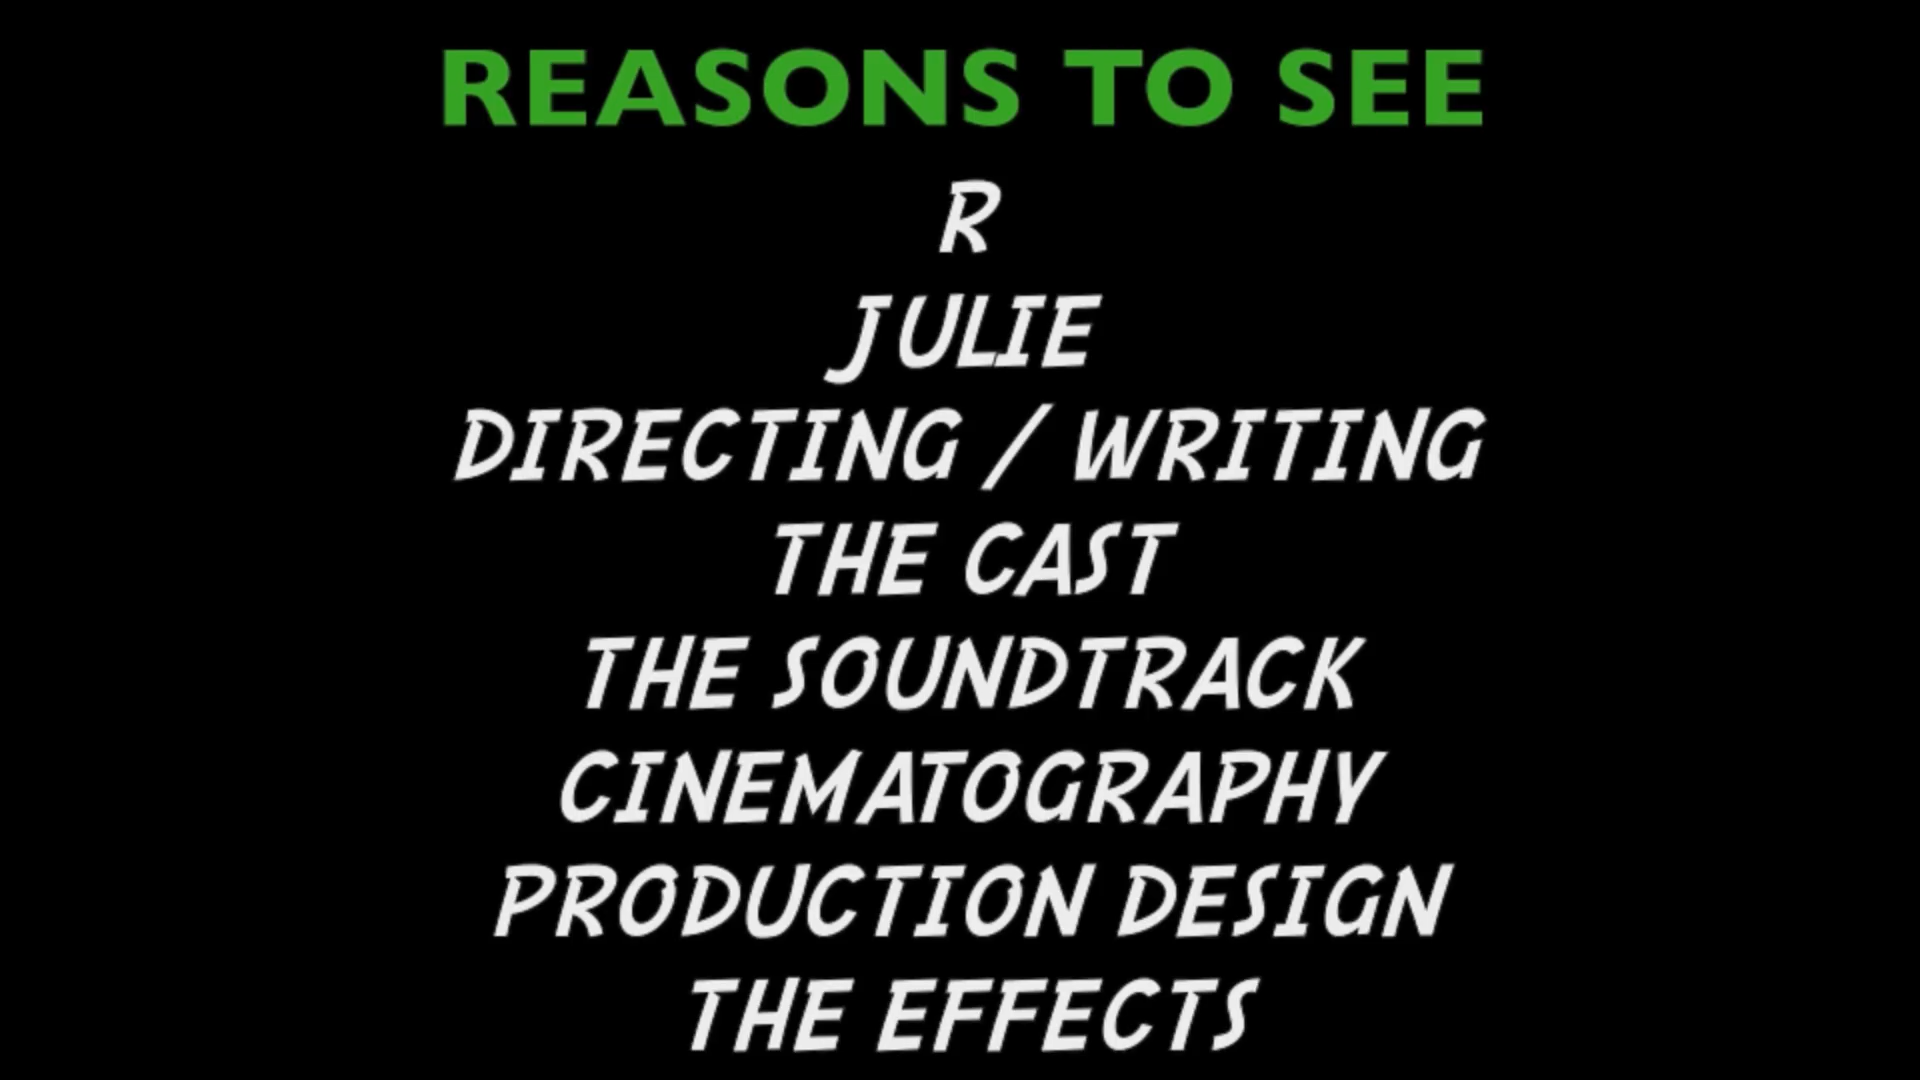 REASONS TO SEE
R
JULIE
DIRECTING / WRITING
THE CAST
THE SOUNDTRACK
CINEMATOGRAPHY
PRODUCTION DESIGN
THE EFFECTS